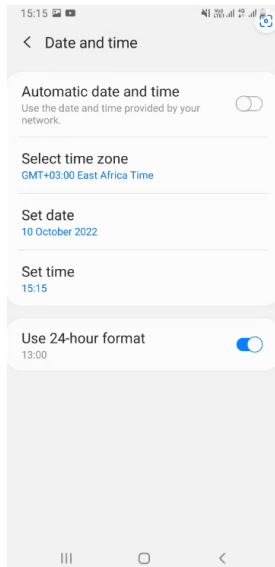 15:15
Date and time
Automatic date and time
Use the date and time provided by your
network.
Select time zone
GMT+03:00 East Africa Time
Set date
10 October 2022
Set time
15:15
Use 24-hour format
13:00